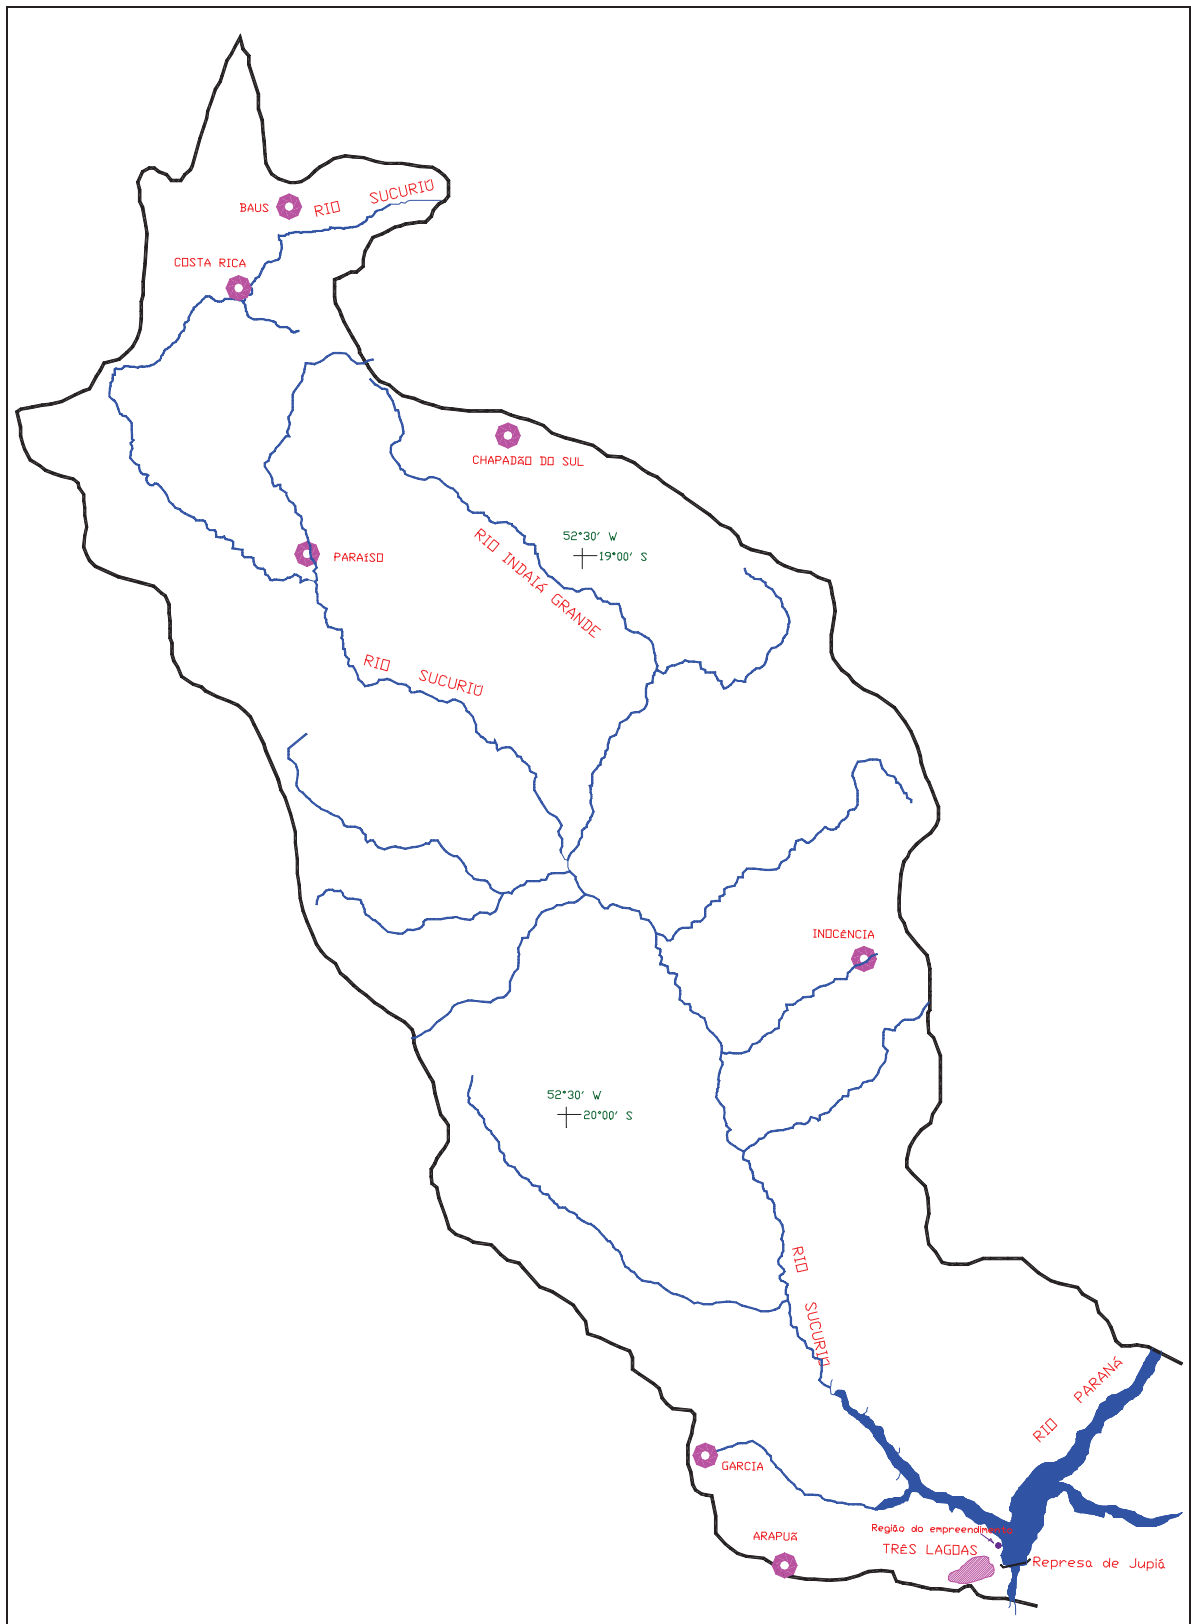 RIO SUCURIÚ
BAUS
COSTA RICA
CHAPADÃO DO SUL
52°30' W
19°00' S
RIO INDAIÁ GRANDE
PARAÍSO
RIO SUCURIÚ
INOCÊNCIA
52°30' W
20°00' S
RIO SUCURIÚ
RIO PARANÁ
GARCIA
ARAPUÃ
Região do empreendimento
TRÊS LAGOAS
Represa de Jupiá